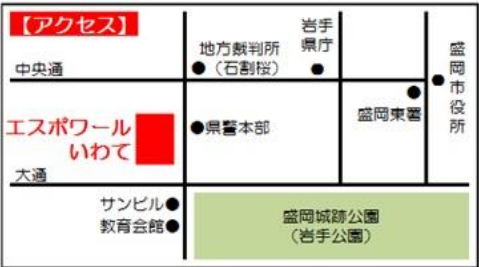 【アクセス】
岩手
県庁
地方裁判所
（石割桜）
盛岡市役所
中央通
盛岡東署
エスポワール
いわて
県警本部
大通
サンビル
教育会館
盛岡城跡公園
（岩手公園）